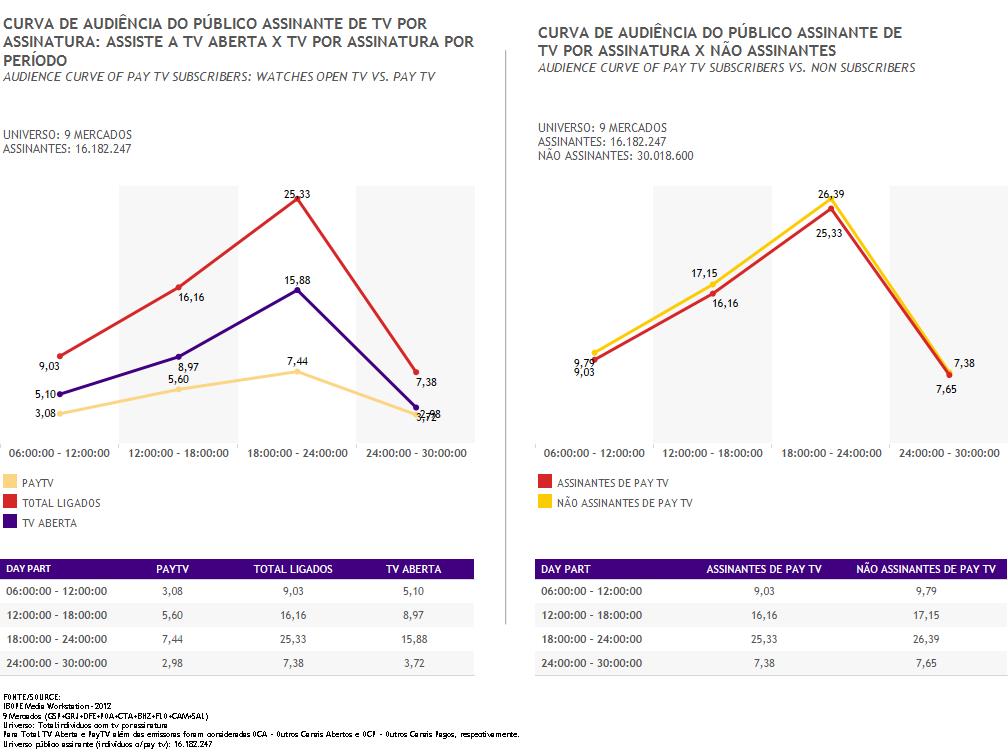 CURVA DE AUDIÊNCIA DO PÚBLICO ASSINANTE DE TV POR
ASSINATURA: ASSISTE A TV ABERTA X TV POR ASSINATURA POR
PERÍODO
AUDIENCE CURVE OF PAY TV SUBSCRIBERS: WATCHES OPEN TV VS. PAY TV
UNIVERSO: 9 MERCADOS
ASSINANTES: 16.182.247
25,33
16,16
15,88
9,03
8,97
7,44
7,38
5,60
5,10
3,08
2,98
3,72
06:00:00 - 12:00:00 12:00:00 - 18:00:00 18:00:00 - 24:00:00 24:00:00 - 30:00:00
PAYTV
TOTAL LIGADOS
TV ABERTA
DAY PART PAYTV TOTAL LIGADOS TV ABERTA
06:00:00 - 12:00:00 3,08 9,03 5,10
12:00:00 - 18:00:00 5,60 16,16 8,97
18:00:00 - 24:00:00 7,44 25,33 15,88
24:00:00 - 30:00:00 2,98 7,38 3,72
CURVA DE AUDIÊNCIA DO PÚBLICO ASSINANTE DE
TV POR ASSINATURA X NÃO ASSINANTES
AUDIENCE CURVE OF PAY TV SUBSCRIBERS VS. NON SUBSCRIBERS
UNIVERSO: 9 MERCADOS
ASSINANTES: 16.182.247
NÃO ASSINANTES: 30.018.600
26,39
25,33
17,15
16,16
9,79
9,03
7,38
7,65
06:00:00 - 12:00:00 12:00:00 - 18:00:00 18:00:00 - 24:00:00 24:00:00 - 30:00:00
ASSINANTES DE PAY TV
NÃO ASSINANTES DE PAY TV
DAY PART ASSINANTES DE PAY TV NÃO ASSINANTES DE PAY TV
06:00:00 - 12:00:00 9,03 9,79
12:00:00 - 18:00:00 16,16 17,15
18:00:00 - 24:00:00 25,33 26,39
24:00:00 - 30:00:00 7,38 7,65
FONTE/SOURCE:
IBOPE Media Workstation - 2012
9 Mercados (GSP+GRJ+DFE+POA+CTA+BHZ+FLO+CAM+SAL)
Universo: Total indivíduos com tv por assinatura
Para Total TV Aberta e PayTV além das emissoras foram consideradas OCA - Outros Canais Abertos e OCP - Outros Canais Pagos, respectivamente.
Universo público assinante (indivíduos c/ pay tv): 16.182.247